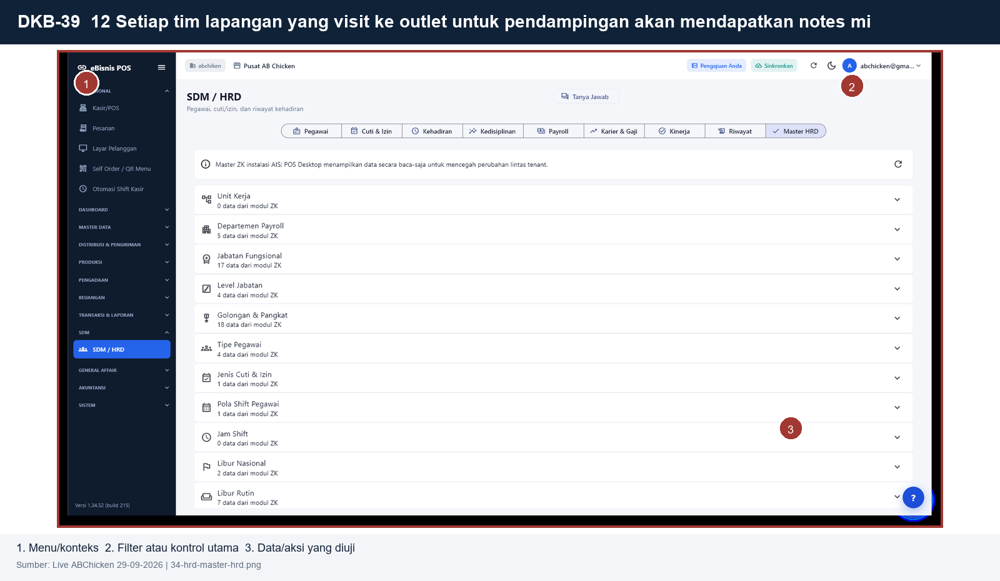 DKB-39  12 Setiap tim lapangan yang visit ke outlet untuk pendampingan akan mendapatkan notes mi
eBisnis POS
1
IONAL
Kasir/POS
Pesanan
Layar Pelanggan
Self Order / QR Menu
Otomasi Shift Kasir
DASHBOARD
MASTER DATA
DISTRIBUSI & PENGIRIMAN
PRODUKSI
PENGADAAN
KEUANGAN
TRANSAKSI & LAPORAN
SDM
SDM / HRD
GENERAL AFFAIR
AKUNTANSI
SISTEM
Versi 1.34.52 (build 215)
abchiken
Pusat AB Chicken
Pengajuan Anda
Sinkronkan
A
abchicken@gma...
2
SDM / HRD
Pegawai, cuti/izin, dan riwayat kehadiran
Tanya Jawab
Pegawai
Cuti & Izin
Kehadiran
Kedisiplinan
Payroll
Karier & Gaji
Kinerja
Riwayat
Master HRD
Master ZK instalasi AIS; POS Desktop menampilkan data secara baca-saja untuk mencegah perubahan lintas tenant.
Unit Kerja
0 data dari modul ZK
Departemen Payroll
5 data dari modul ZK
Jabatan Fungsional
17 data dari modul ZK
Level Jabatan
4 data dari modul ZK
Golongan & Pangkat
18 data dari modul ZK
Tipe Pegawai
4 data dari modul ZK
Jenis Cuti & Izin
1 data dari modul ZK
Pola Shift Pegawai
1 data dari modul ZK
3
Jam Shift
0 data dari modul ZK
Libur Nasional
2 data dari modul ZK
Libur Rutin
7 data dari modul ZK
?
1. Menu/konteks  2. Filter atau kontrol utama  3. Data/aksi yang diuji
Sumber: Live ABChicken 29-09-2026 | 34-hrd-master-hrd.png